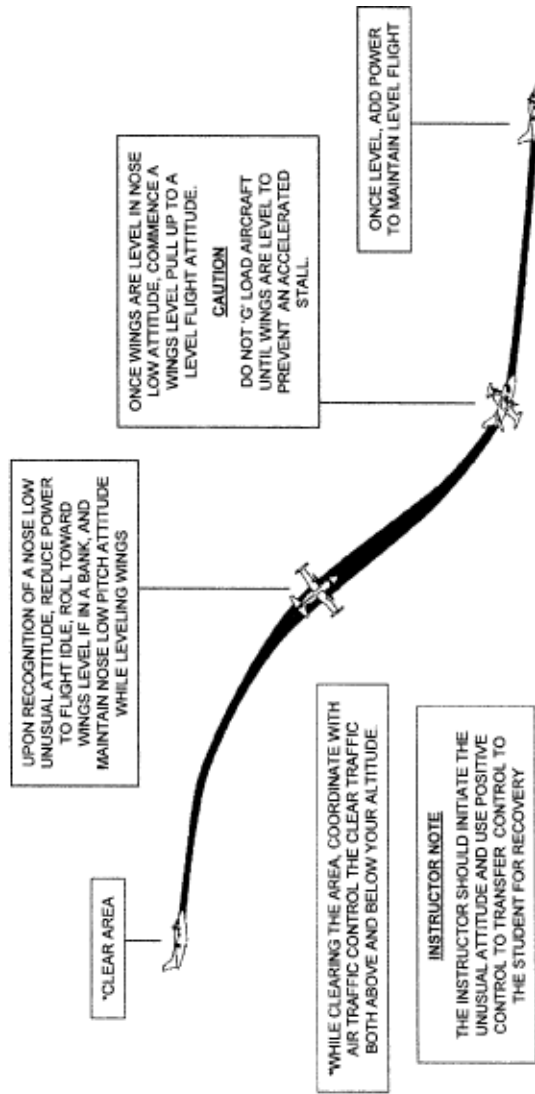 *CLEAR AREA
UPON RECOGNITION OF A NOSE LOW
UNUSUAL ATTITUDE, REDUCE POWER
TO FLIGHT IDLE, ROLL TOWARD
WINGS LEVEL IF IN A BANK, AND
MAINTAIN NOSE LOW PITCH ATTITUDE
WHILE LEVELING WINGS
ONCE WINGS ARE LEVEL IN NOSE
LOW ATTITUDE, COMMENCE A
WINGS LEVEL PULL UP TO A
LEVEL FLIGHT ATTITUDE.
CAUTION
DO NOT 'G' LOAD AIRCRAFT
UNTIL WINGS ARE LEVEL TO
PREVENT AN ACCELERATED
STALL.
ONCE LEVEL, ADD POWER
TO MAINTAIN LEVEL FLIGHT
*WHILE CLEARING THE AREA, COORDINATE WITH
AIR TRAFFIC CONTROL THE CLEAR TRAFFIC
BOTH ABOVE AND BELOW YOUR ALTITUDE.
INSTRUCTOR NOTE
THE INSTRUCTOR SHOULD INITIATE THE
UNUSUAL ATTITUDE AND USE POSITIVE
CONTROL TO TRANSFER CONTROL TO
THE STUDENT FOR RECOVERY